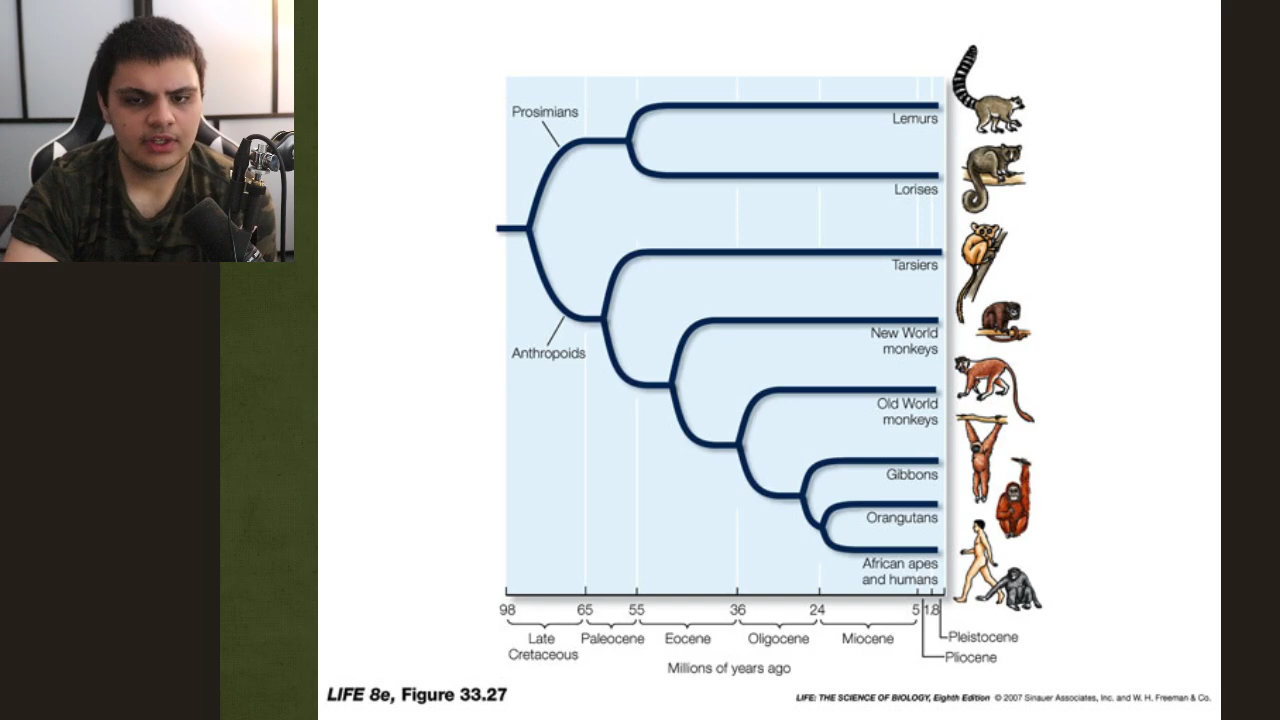 Prosimians
Lemurs
Lorises
Tarsiers
Anthropoids
New World
monkeys
Old World
monkeys
Gibbons
Orangutans
African apes
and humans
98 65 55 36 24 5 1.8
Late
Cretaceous
Paleocene
Eocene
Oligocene
Miocene
Pleistocene
Pliocene
Millions of years ago
LIFE 8e, Figure 33.27
LIFE: THE SCIENCE OF BIOLOGY, Eighth Edition © 2007 Sinauer Associates, Inc. and W. H. Freeman & Co.